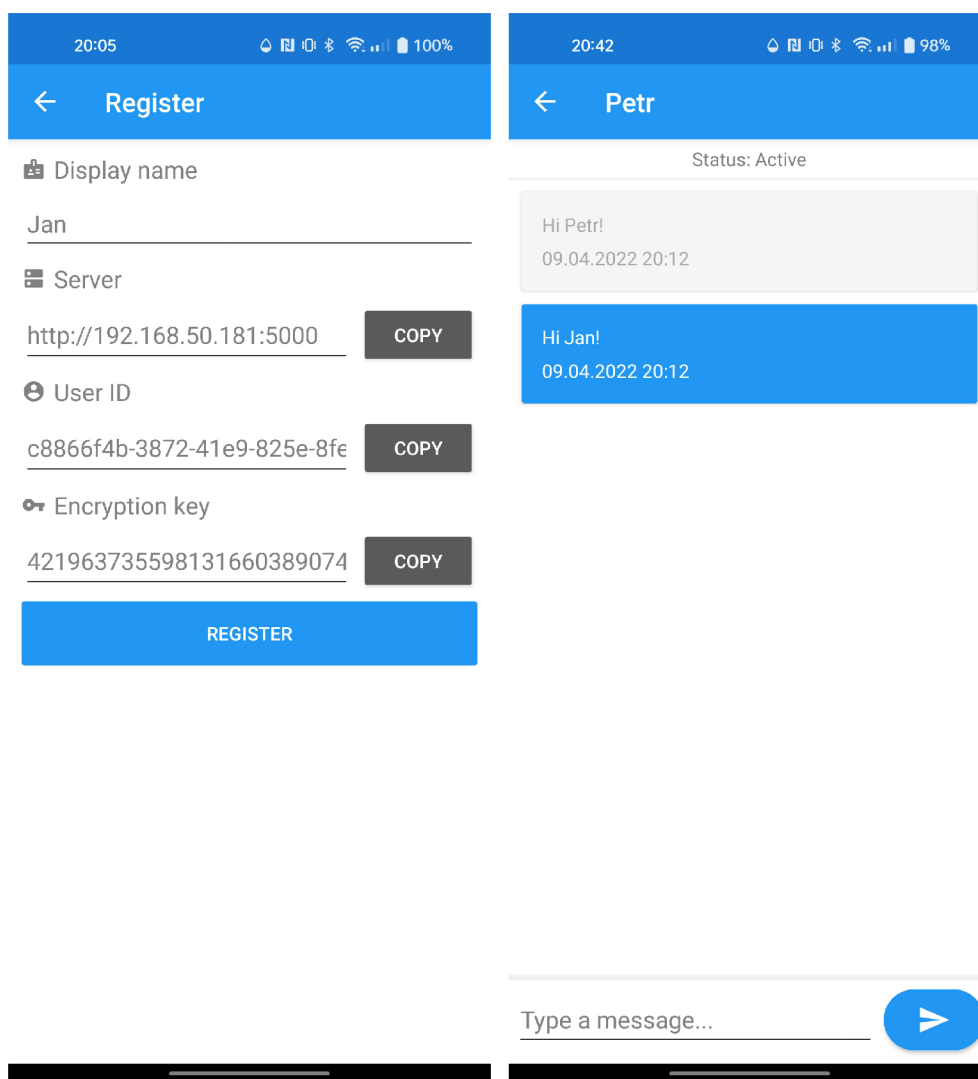 20:05
100%
Register
Display name
Jan
Server
http://192.168.50.181:5000
COPY
User ID
c8866f4b-3872-41e9-825e-8fe
COPY
Encryption key
421963735598131660389074
COPY
REGISTER
20:42
98%
Petr
Status: Active
Hi Petr!
09.04.2022 20:12
Hi Jan!
09.04.2022 20:12
Type a message...